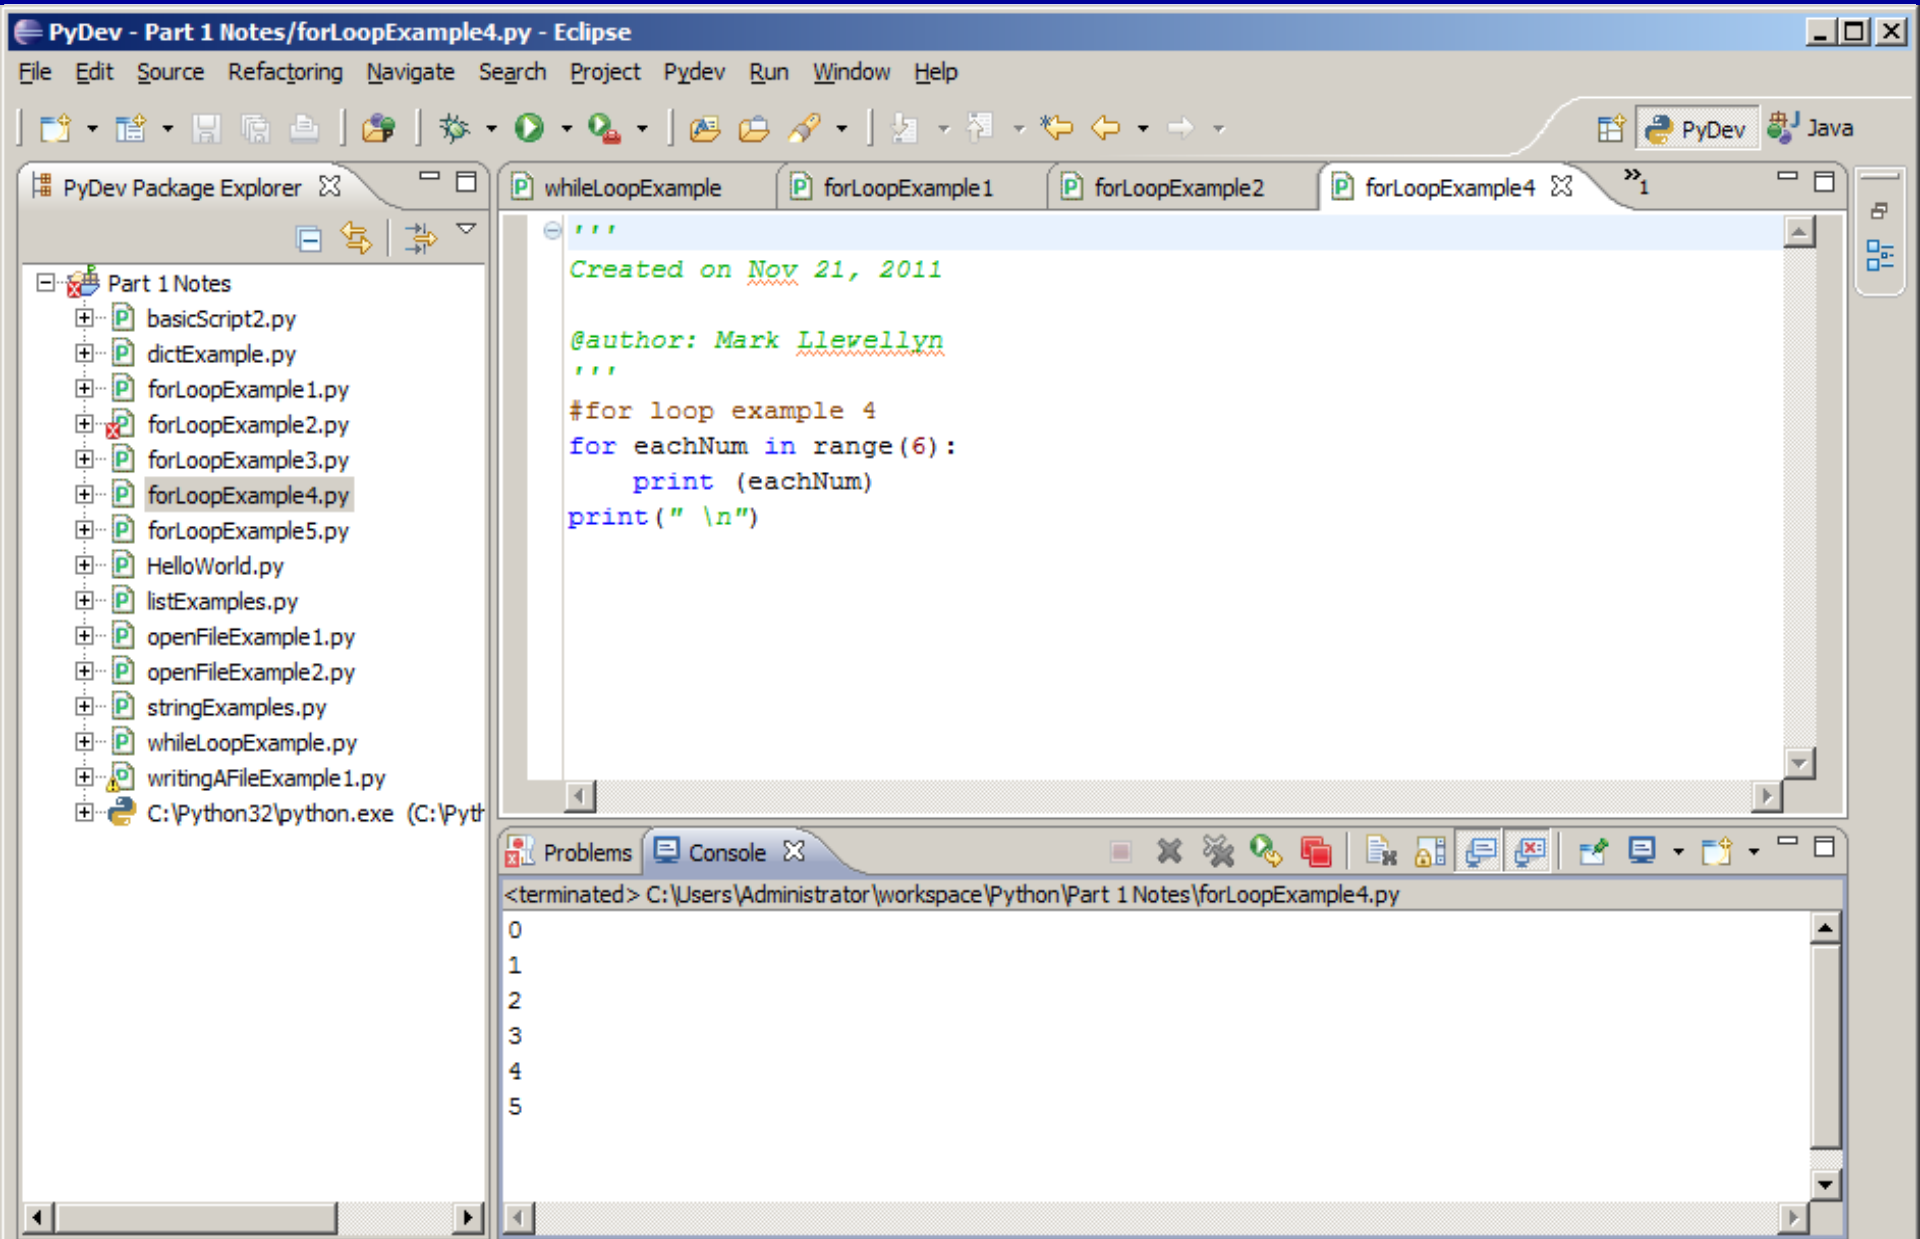 PyDev - Part 1 Notes/forLoopExample4.py - Eclipse
File Edit Source Refactoring Navigate Search Project Pydev Run Window Help
PyDev Java
PyDev Package Explorer
Part 1 Notes
basicScript2.py
dictExample.py
forLoopExample1.py
forLoopExample2.py
forLoopExample3.py
forLoopExample4.py
forLoopExample5.py
HelloWorld.py
listExamples.py
openFileExample1.py
openFileExample2.py
stringExamples.py
whileLoopExample.py
writingAFileExample1.py
C:\Python32\python.exe (C:\Pyth
whileLoopExample forLoopExample1 forLoopExample2 forLoopExample4 »1
'''
Created on Nov 21, 2011
@author: Mark Llewellyn
'''
#for loop example 4
for eachNum in range(6):
    print (eachNum)
print(" \n")
Problems Console
<terminated> C:\Users\Administrator\workspace\Python\Part 1 Notes\forLoopExample4.py
0
1
2
3
4
5